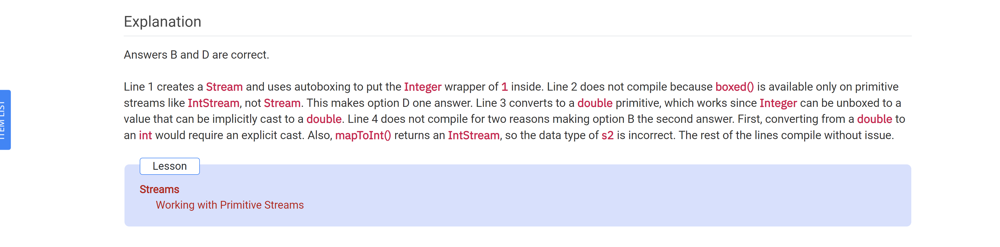 Explanation
Answers B and D are correct.
Line 1 creates a Stream and uses autoboxing to put the Integer wrapper of 1 inside. Line 2 does not compile because boxed() is available only on primitive
streams like IntStream, not Stream. This makes option D one answer. Line 3 converts to a double primitive, which works since Integer can be unboxed to a
value that can be implicitly cast to a double. Line 4 does not compile for two reasons making option B the second answer. First, converting from a double to
an int would require an explicit cast. Also, mapToInt() returns an IntStream, so the data type of s2 is incorrect. The rest of the lines compile without issue.
ITEM LIST
Lesson
Streams
Working with Primitive Streams